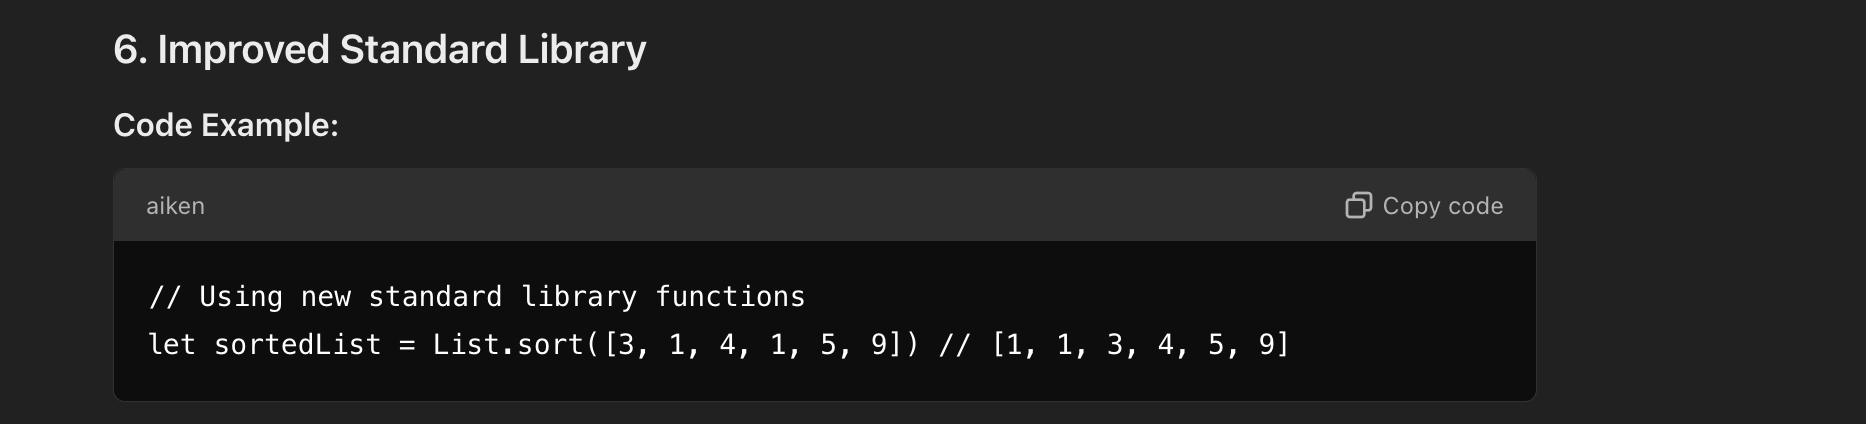 6. Improved Standard Library
Code Example:
aiken
Copy code
// Using new standard library functions
let sortedList = List.sort([3, 1, 4, 1, 5, 9]) // [1, 1, 3, 4, 5, 9]